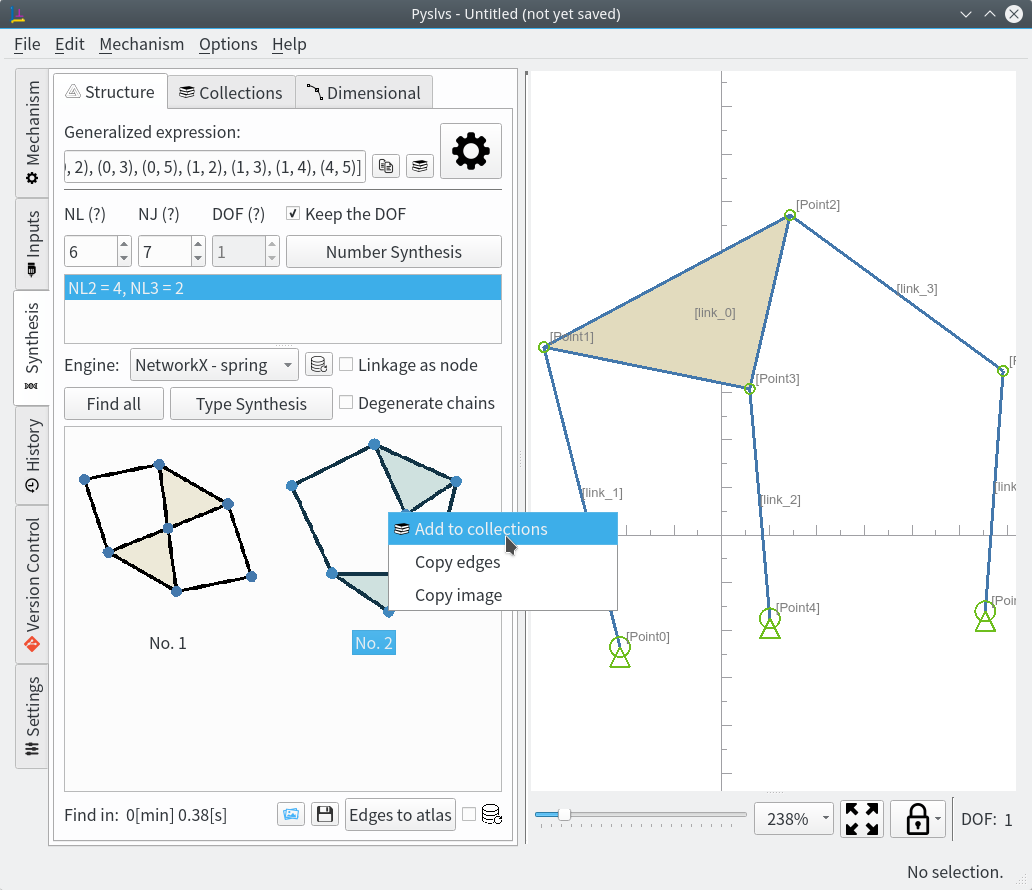 Pyslvs - Untitled (not yet saved)
File Edit Mechanism Options Help
Mechanism
Inputs
Synthesis
History
Version Control
Settings
Structure Collections Dimensional
Generalized expression:
, 2), (0, 3), (0, 5), (1, 2), (1, 3), (1, 4), (4, 5)]
NL (?) NJ (?) DOF (?) Keep the DOF
6 7 1 Number Synthesis
NL2 = 4, NL3 = 2
Engine: NetworkX - spring Linkage as node
Find all Type Synthesis Degenerate chains
Add to collections
Copy edges
Copy image
No. 1 No. 2
Find in: 0[min] 0.38[s] Edges to atlas
[Point2]
[link_3]
[link_0]
[Point1]
[Point3]
[link_1]
[link_2]
[link
[Point4]
[Poin
[Point0]
238% DOF: 1
No selection.